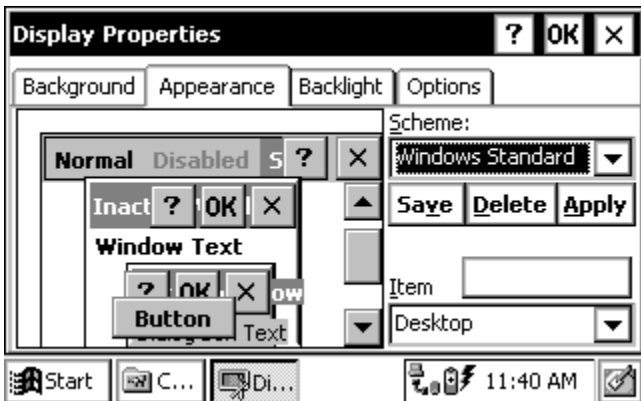 Display Properties ? OK ×
Background Appearance Backlight Options
Scheme:
Normal Disabled S ? ×
Windows Standard
Inact ? OK ×
Save Delete Apply
Window Text
? OK × ow
Item
Button
Desktop
Text
Start C... Di... 11:40 AM